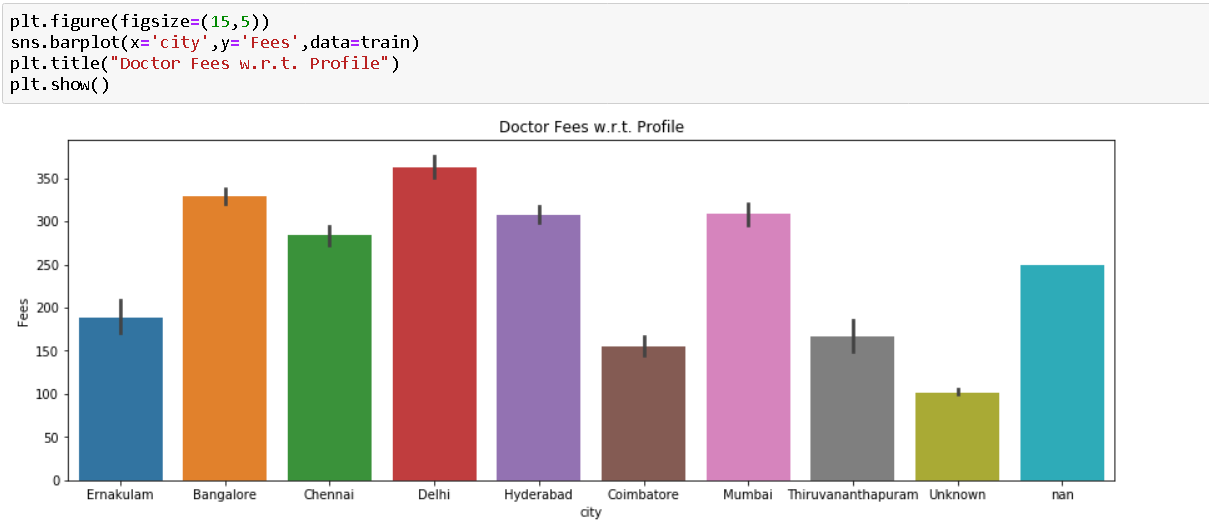 plt.figure(figsize=(15,5))
sns.barplot(x='city',y='Fees',data=train)
plt.title("Doctor Fees w.r.t. Profile")
plt.show()
Doctor Fees w.r.t. Profile
350
300
250
200
150
100
50
0
Fees
Ernakulam Bangalore Chennai Delhi Hyderabad Coimbatore Mumbai Thiruvananthapuram Unknown nan
city